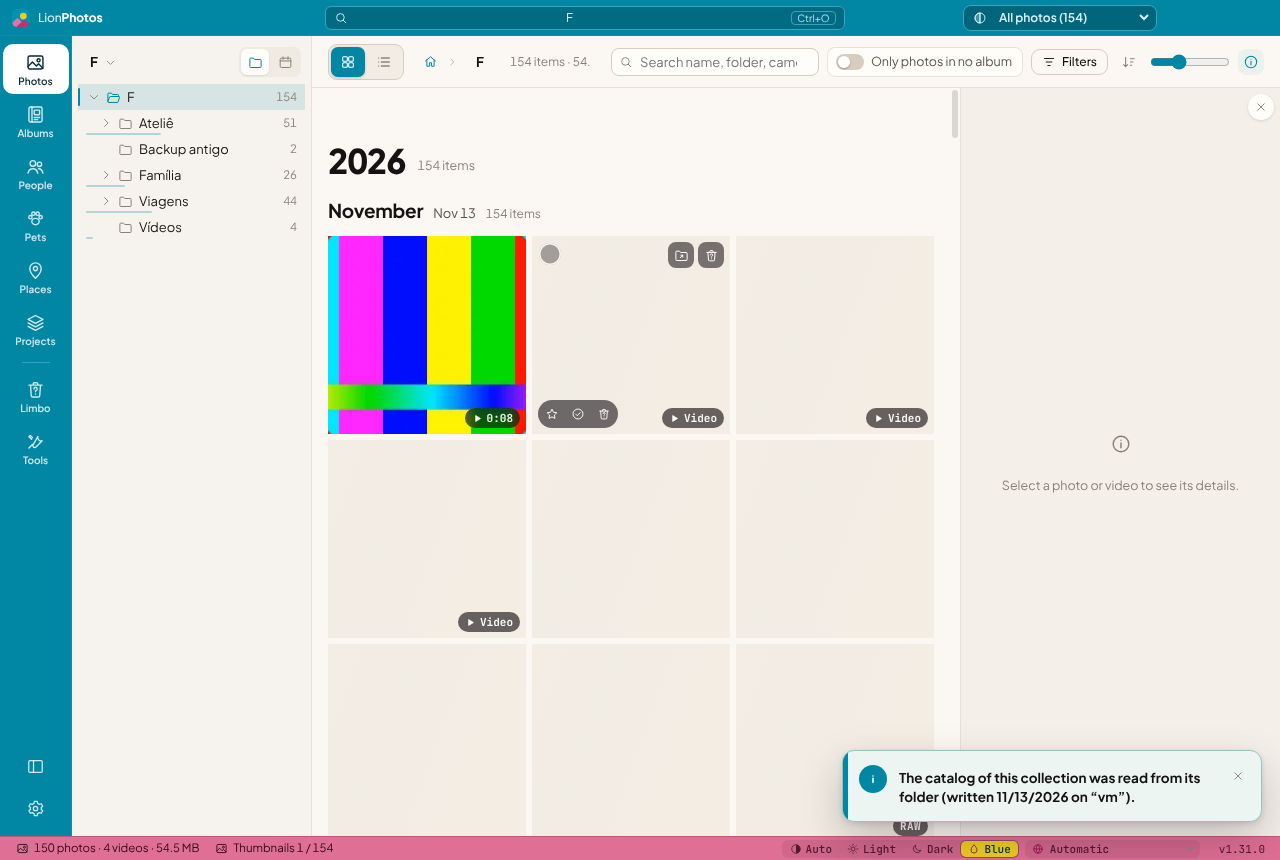 LionPhotos
F
Ctrl+O
All photos (154)
Photos
Albums
People
Pets
Places
Projects
Limbo
Tools
F
F 154
Ateliê 51
Backup antigo 2
Família 26
Viagens 44
Vídeos 4
F
154 items · 54.
Search name, folder, cam
Only photos in no album
Filters
2026 154 items
November Nov 13 154 items
0:08
Video
Video
Video
RAW
Select a photo or video to see its details.
The catalog of this collection was read from its
folder (written 11/13/2026 on “vm”).
150 photos · 4 videos · 54.5 MB
Thumbnails 1 / 154
Auto
Light
Dark
Blue
Automatic
v1.31.0